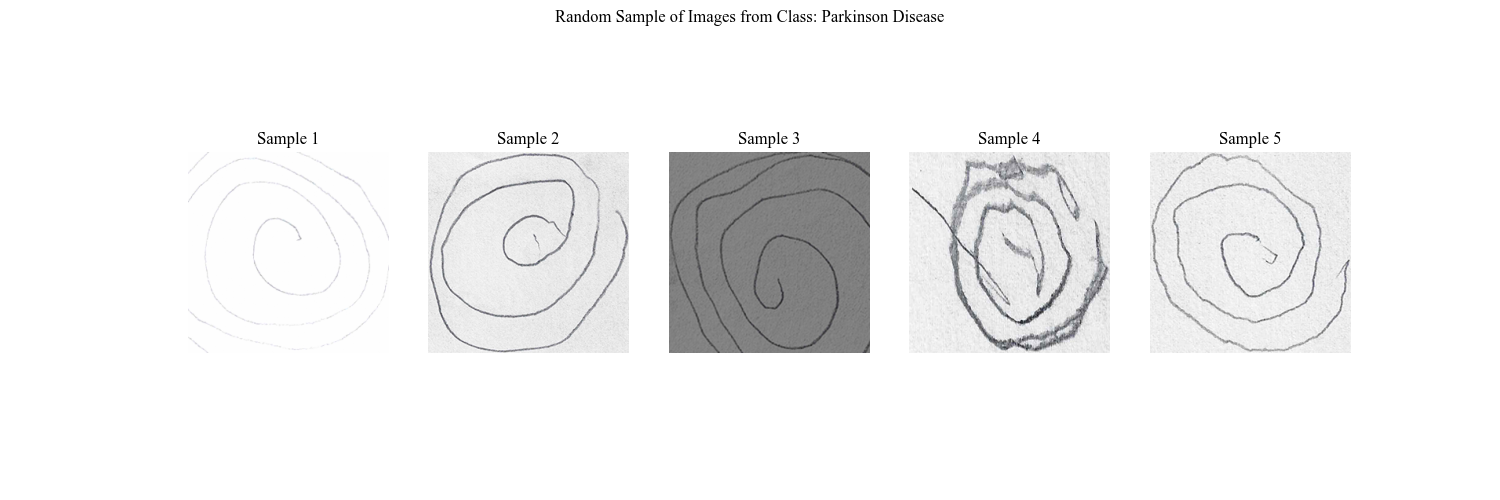 Random Sample of Images from Class: Parkinson Disease
Sample 1
Sample 2
Sample 3
Sample 4
Sample 5